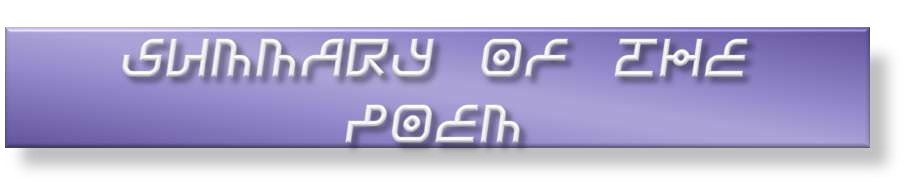 SUMMARY OF THE
POEM